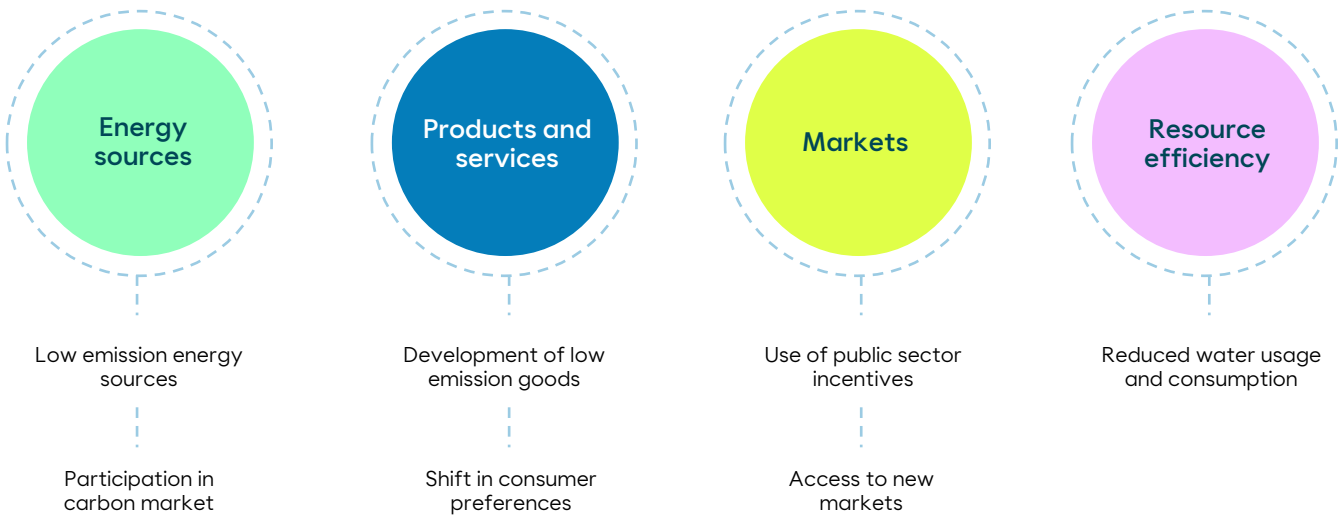 Energy
sources
Low emission energy
sources
Participation in
carbon market
Products and
services
Development of low
emission goods
Shift in consumer
preferences
Markets
Use of public sector
incentives
Access to new
markets
Resource
efficiency
Reduced water usage
and consumption